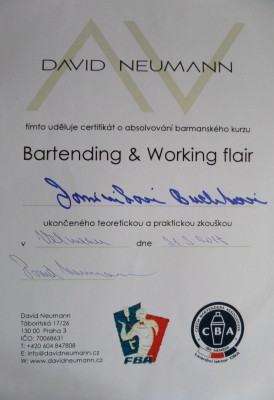 DAVID NEUMANN
tímto uděluje certifikát o absolvování barmanského kurzu
Bartending & Working flair
ukončeného teoretickou a praktickou zkouškou
v dne
David Neumann
Táboritská 17/26
130 00 Praha 3
IČO: 70068631
T: +420 604 847808
E: info@davidneumann.cz
www.davidneumann.cz
FBA
CBA